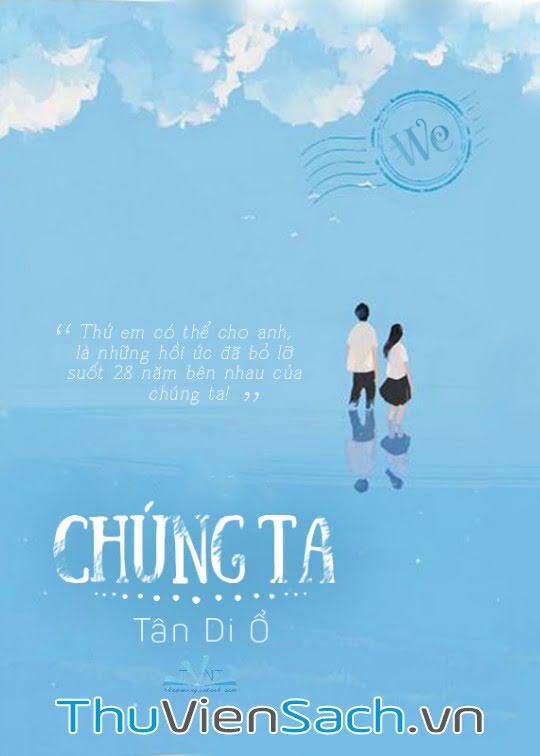 We
“ Thứ em có thể cho anh,
là những hồi ức đã bỏ lỡ
suốt 28 năm bên nhau của
chúng ta! ”
CHÚNG TA
Tân Di Ổ
TVNT
ThuVienSach.vn